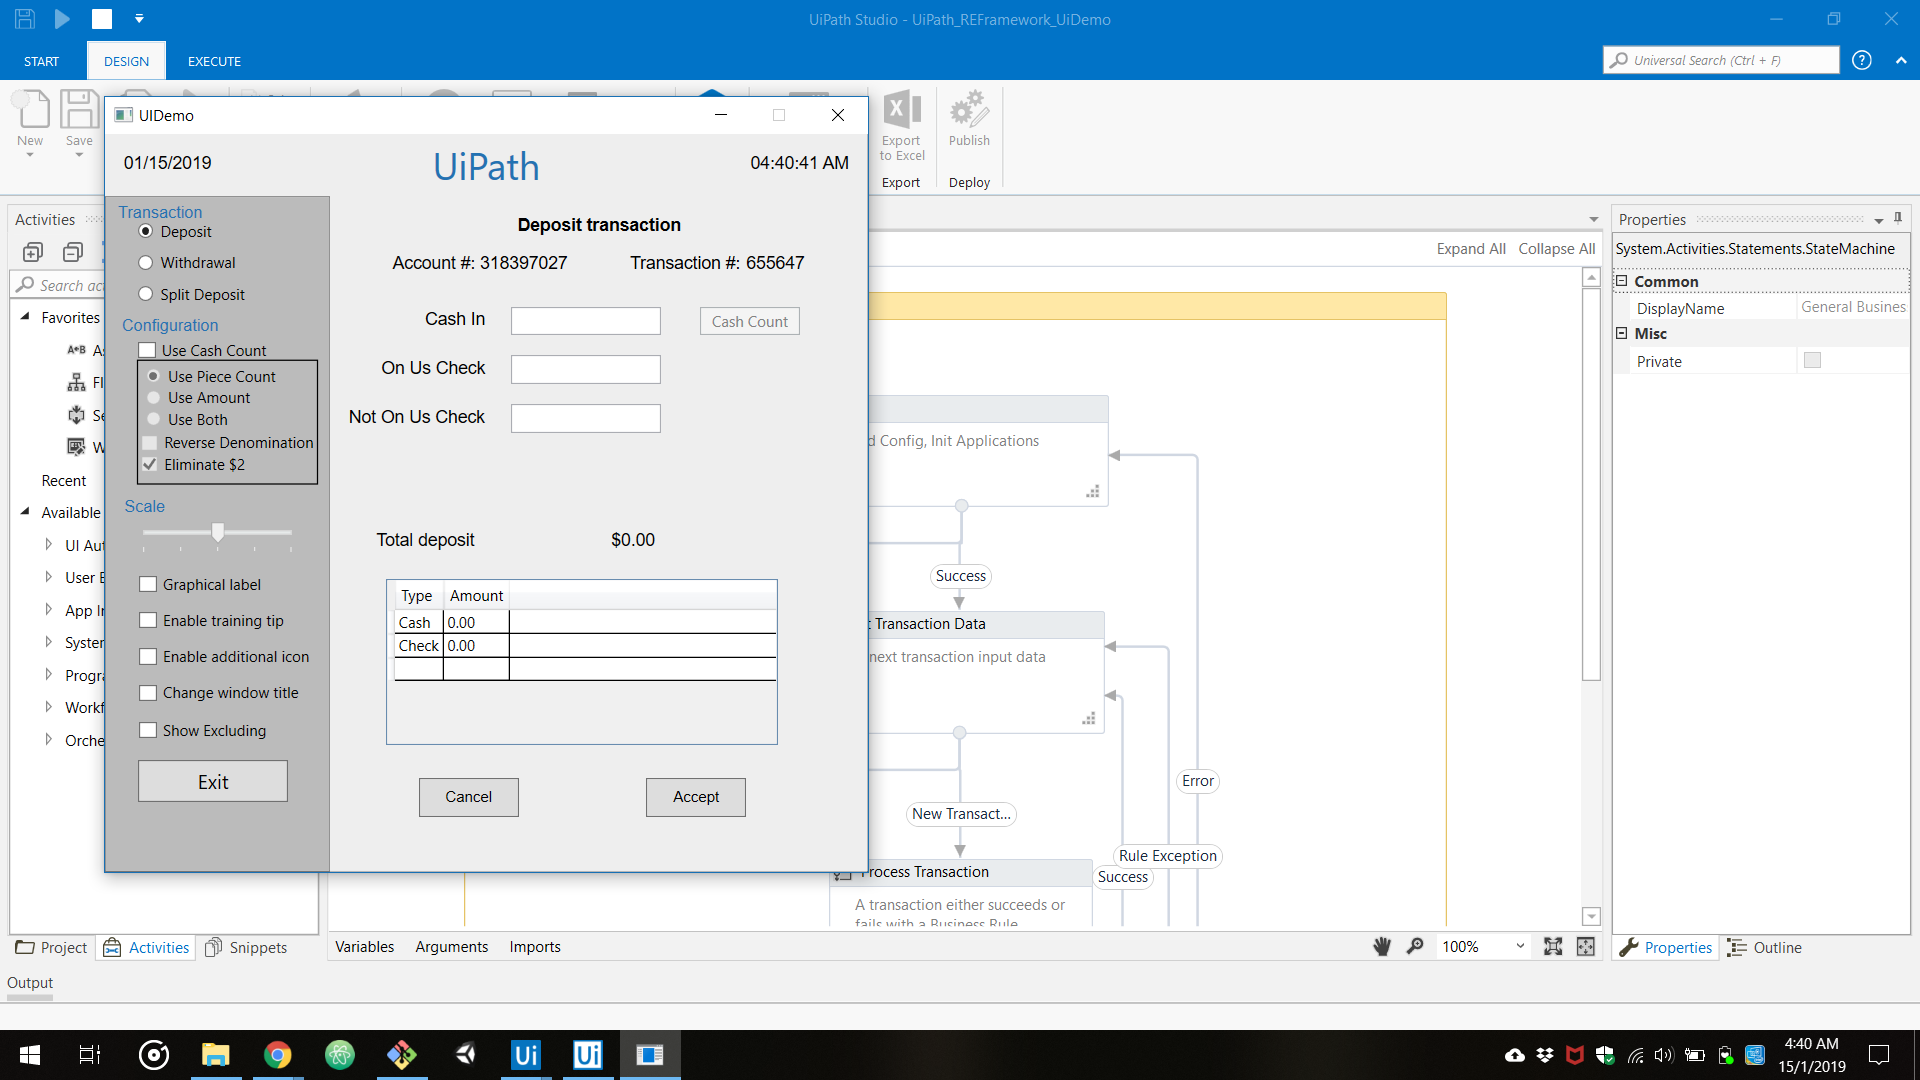 UiPath Studio - UiPath_REFramework_UiDemo
START
DESIGN
EXECUTE
Universal Search (Ctrl + F)
New
Save
Export to Excel
Publish
Export
Deploy
UIDemo
01/15/2019
UiPath
04:40:41 AM
Transaction
Deposit
Withdrawal
Split Deposit
Configuration
Use Cash Count
Use Piece Count
Use Amount
Use Both
Reverse Denomination
Eliminate $2
Scale
Graphical label
Enable training tip
Enable additional icon
Change window title
Show Excluding
Exit
Deposit transaction
Account #: 318397027
Transaction #: 655647
Cash In
Cash Count
On Us Check
Not On Us Check
Total deposit
$0.00
Type Amount
Cash 0.00
Check 0.00
Cancel
Accept
Activities
Search
Favorites
Recent
Available
UI
User
App
Project
Activities
Snippets
Output
Expand All
Collapse All
Config, Init Applications
Success
Transaction Data
next transaction input data
New Transact...
Error
Rule Exception
Success
Process Transaction
A transaction either succeeds or
fails with a Business Rule
Variables
Arguments
Imports
100%
Properties
System.Activities.Statements.StateMachine
Common
DisplayName
General Busines
Misc
Private
Properties
Outline
4:40 AM
15/1/2019